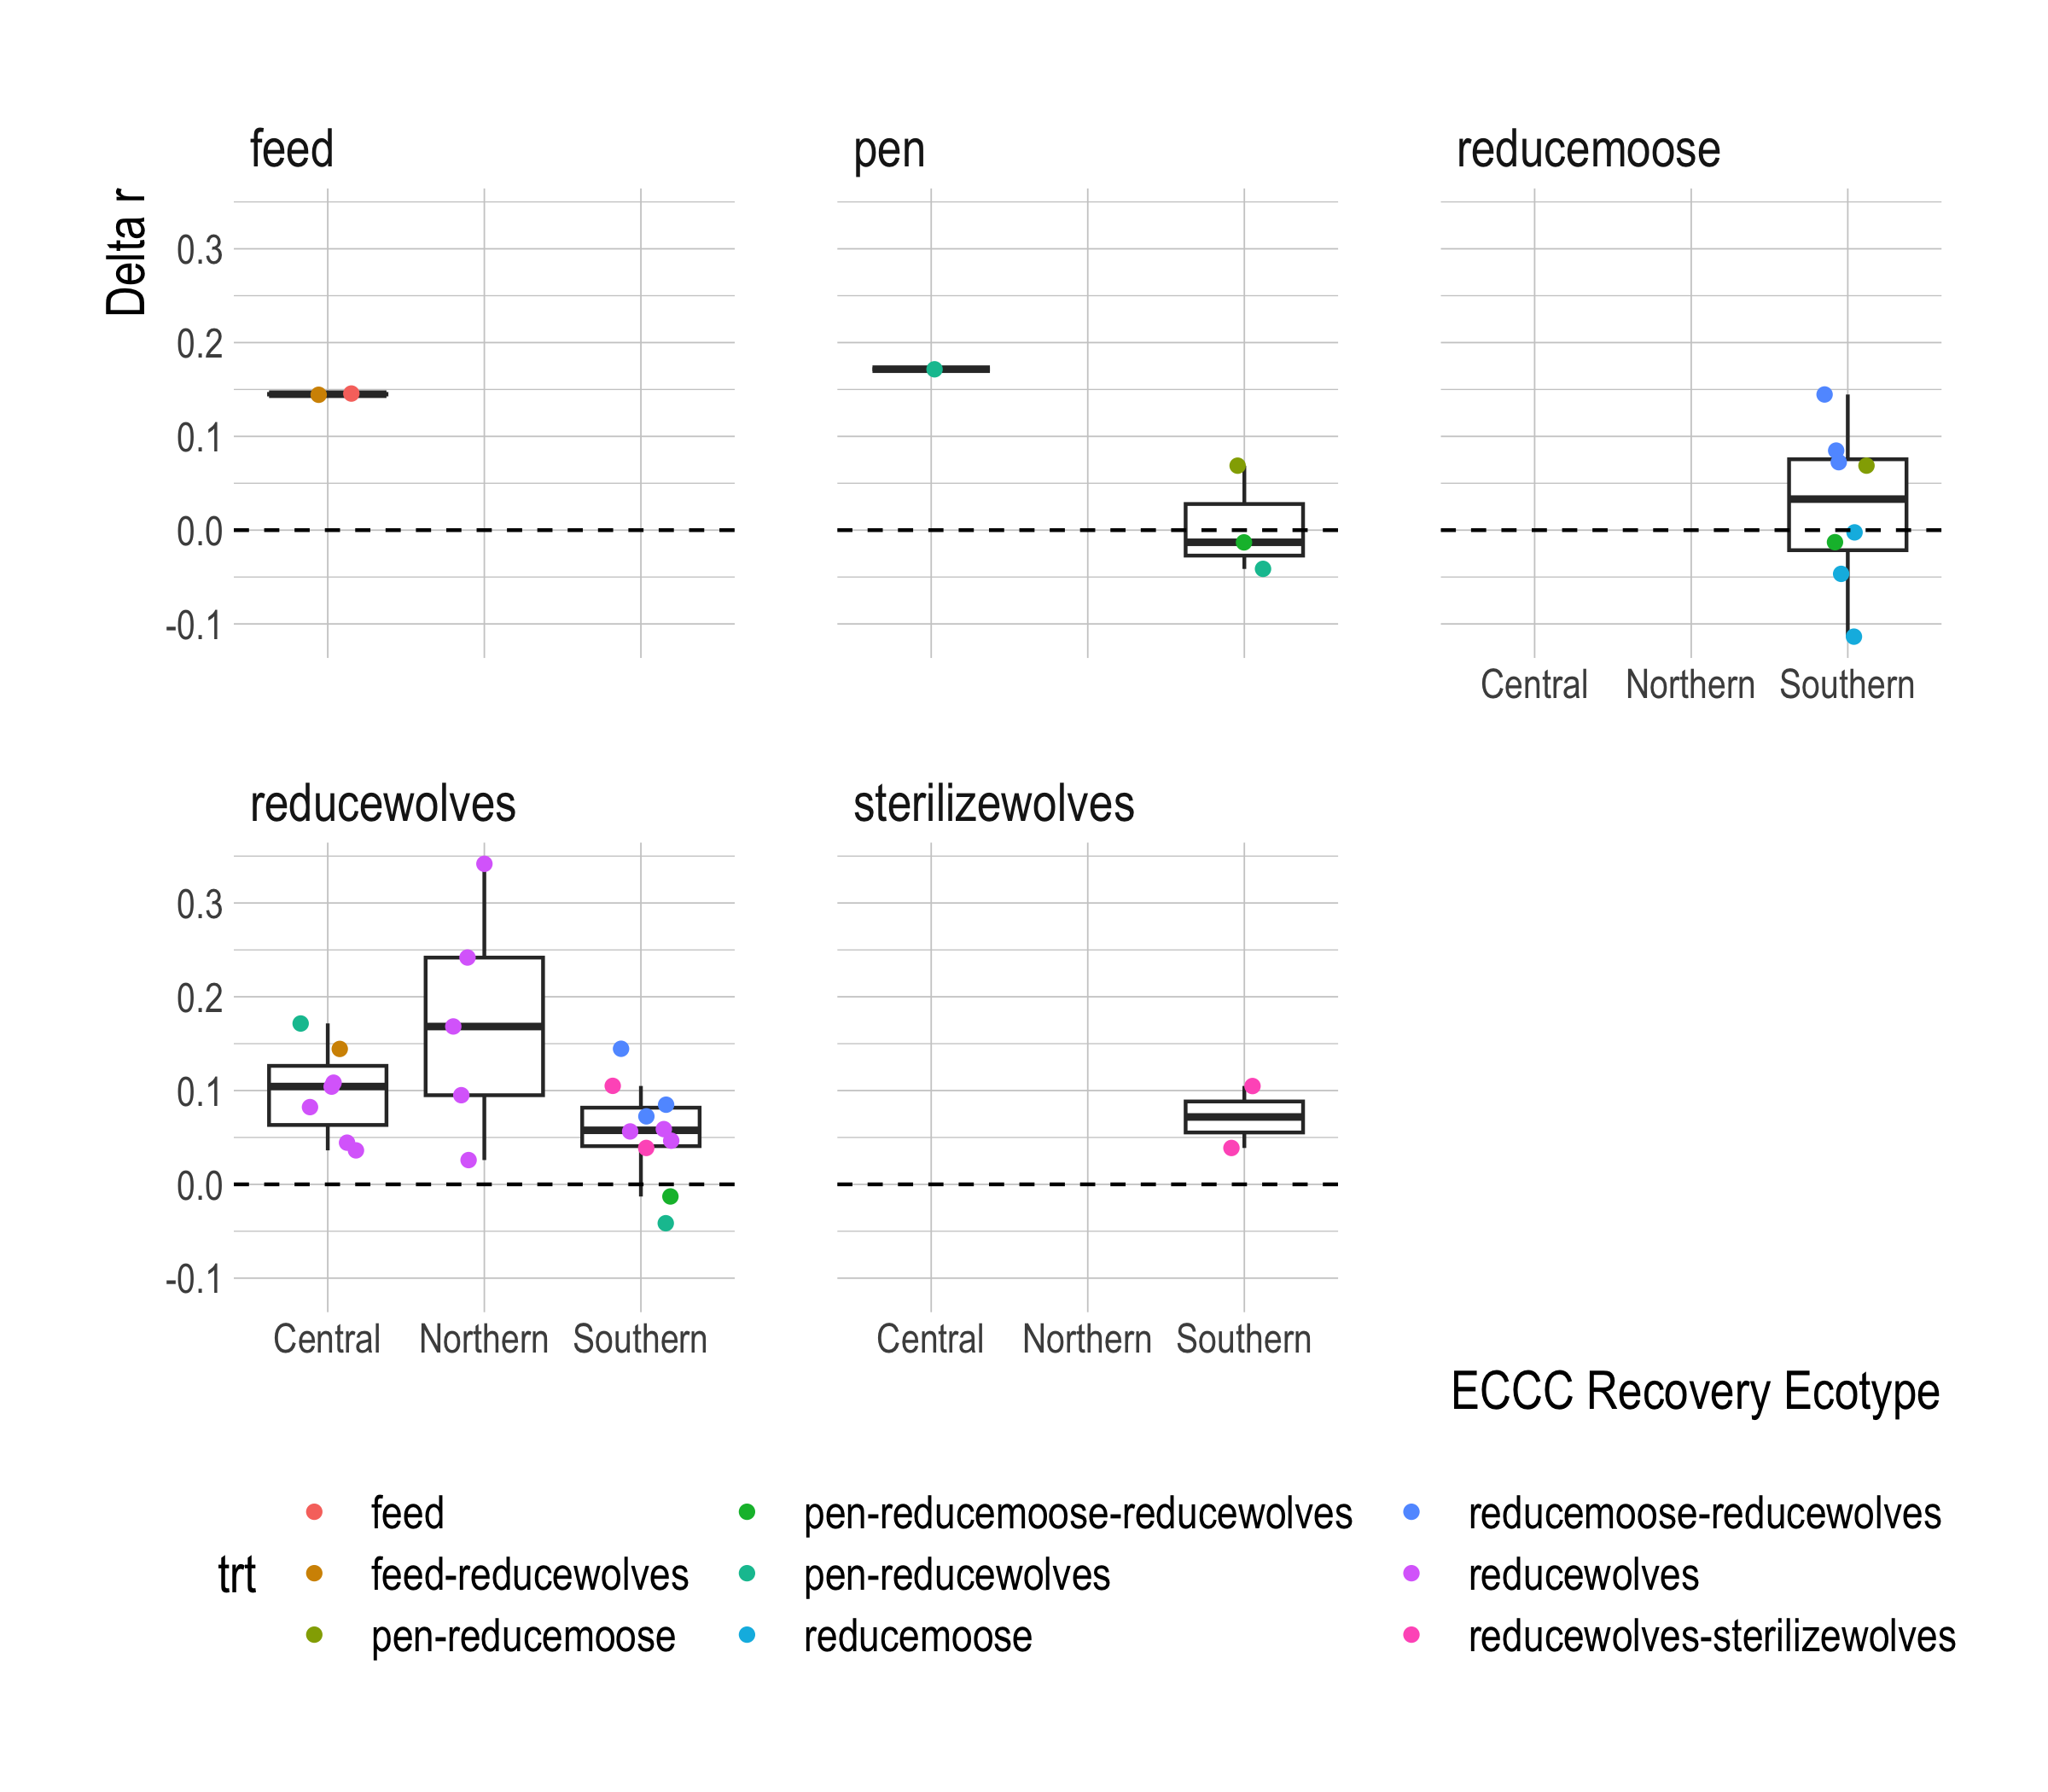 feed
pen
reducemoose
Delta r
0.3
0.2
0.1
0.0
-0.1
Central Northern Southern
reducewolves
sterilizewolves
0.3
0.2
0.1
0.0
-0.1
Central Northern Southern
Central Northern Southern
ECCC Recovery Ecotype
trt
feed
feed-reducewolves
pen-reducemoose
pen-reducemoose-reducewolves
pen-reducewolves
reducemoose
reducemoose-reducewolves
reducewolves
reducewolves-sterilizewolves